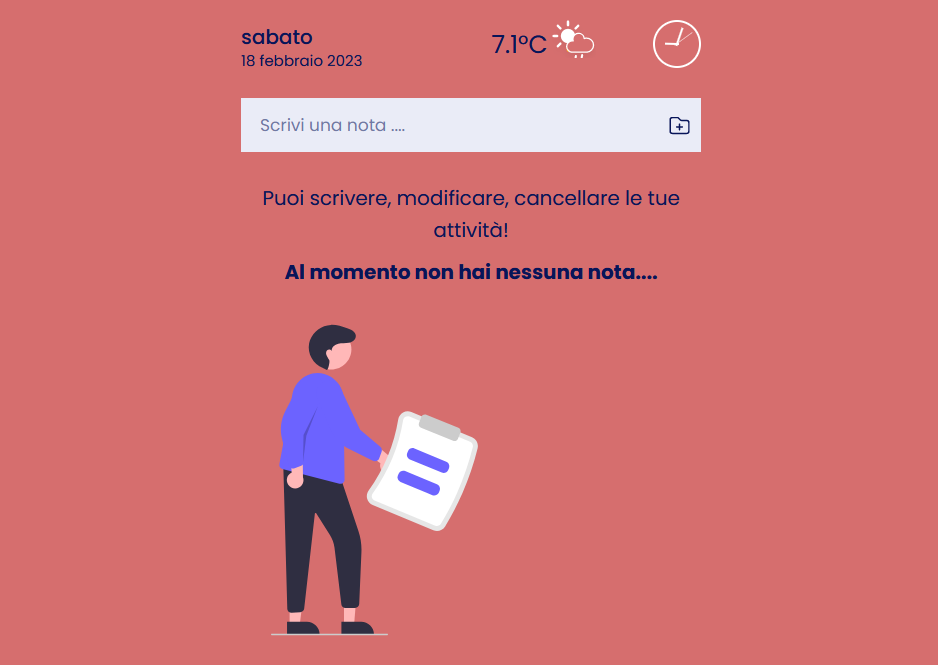 sabato
18 febbraio 2023
7.1°C
Scrivi una nota ....
Puoi scrivere, modificare, cancellare le tue
attività!
Al momento non hai nessuna nota....